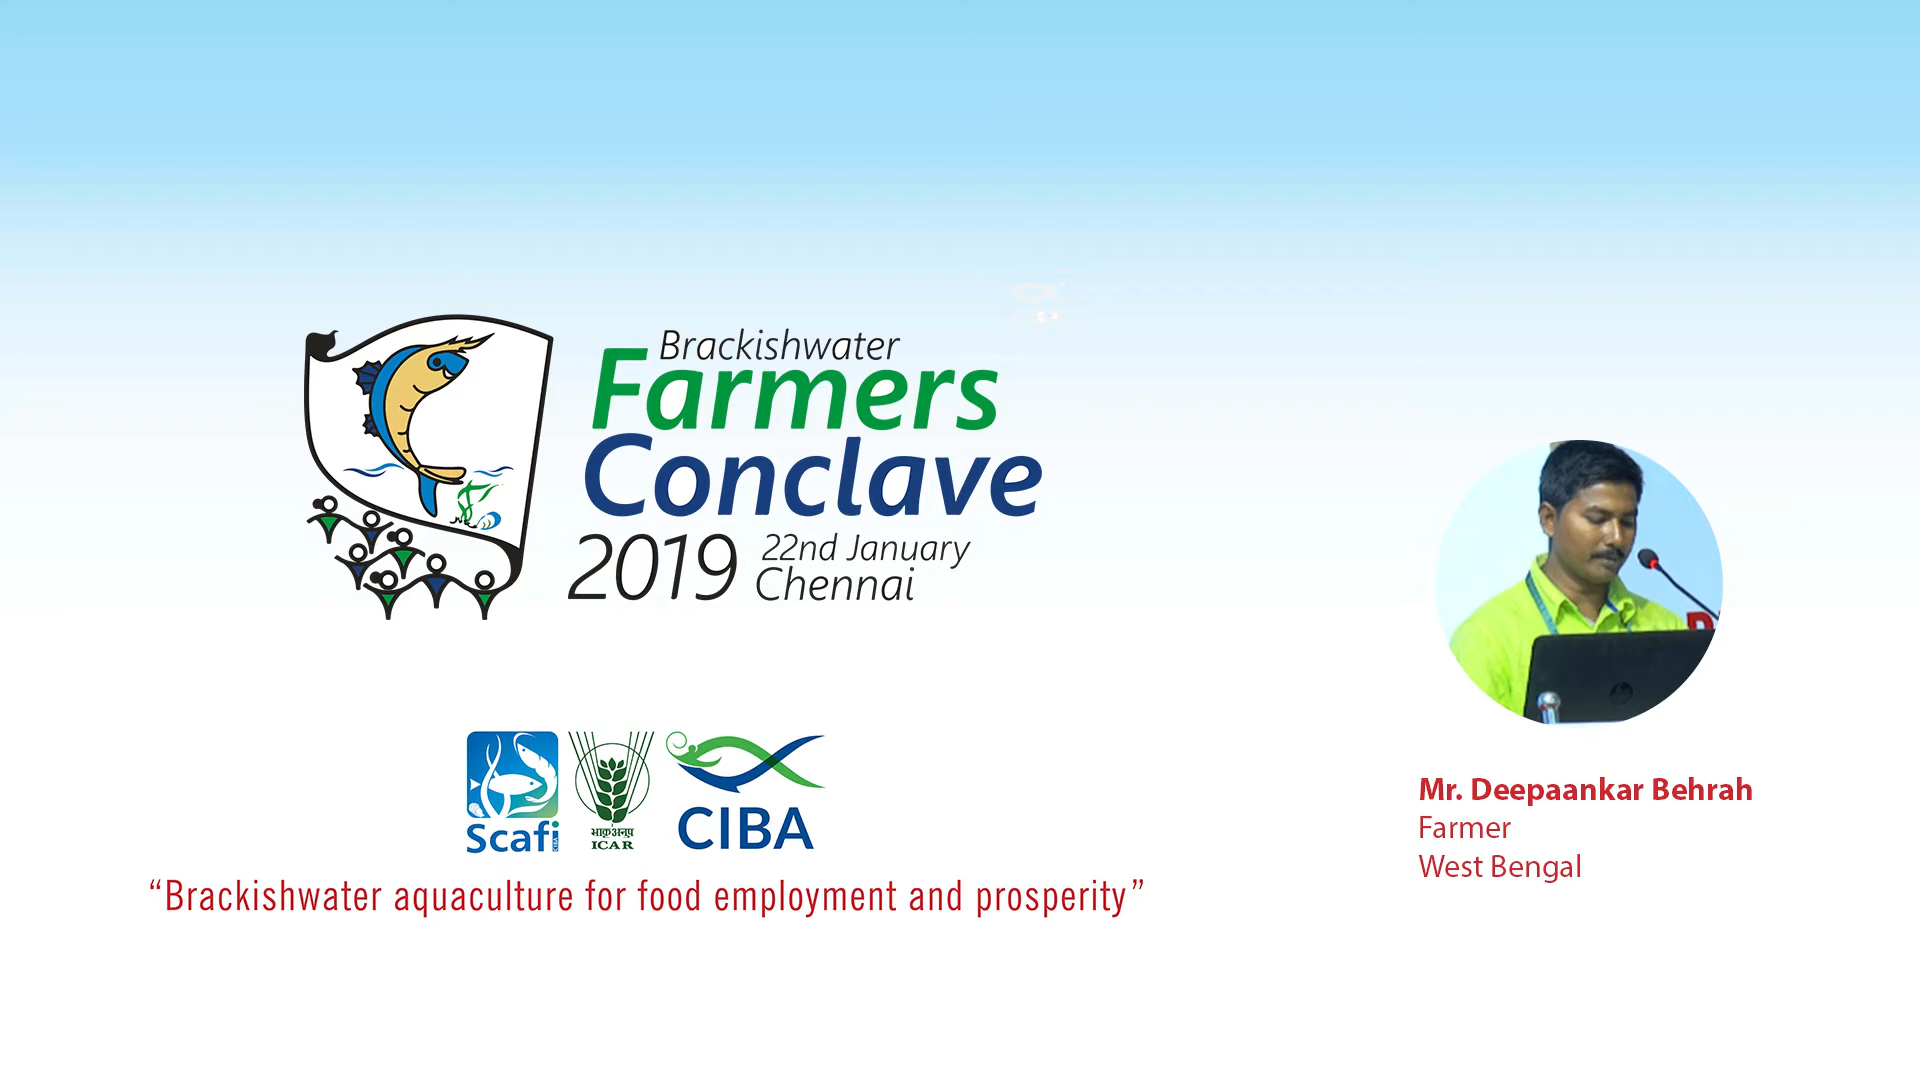 Brackishwater
Farmers
Conclave
2019 22nd January
Chennai
Scafi
भाकृअनुप
ICAR
CIBA
“Brackishwater aquaculture for food employment and prosperity”
Mr. Deepaankar Behrah
Farmer
West Bengal